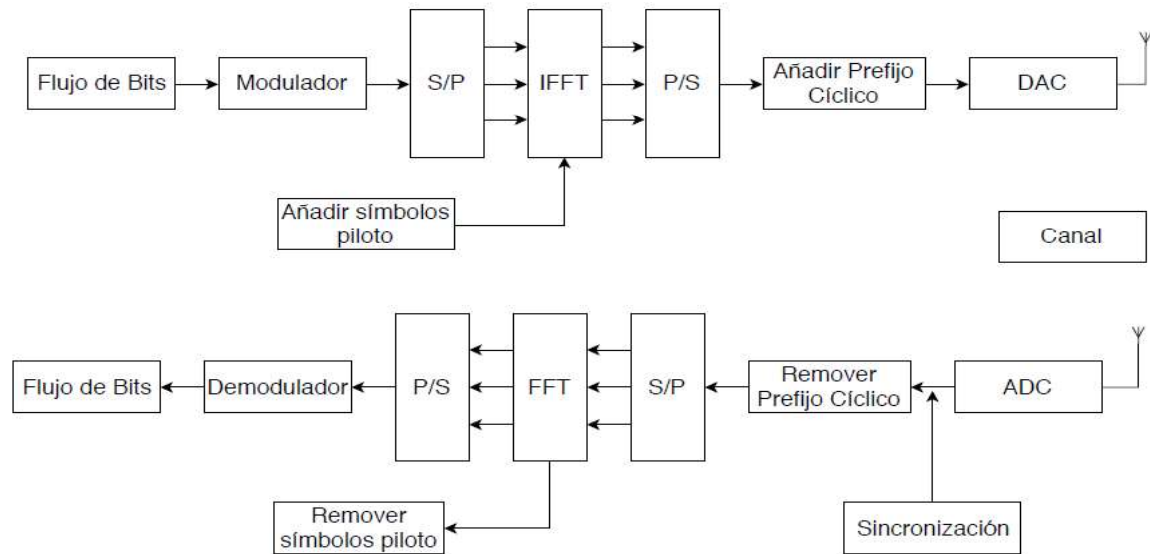 Flujo de Bits
Modulador
S/P
IFFT
P/S
Añadir Prefijo
Cíclico
DAC
Añadir símbolos
piloto
Canal
Flujo de Bits
Demodulador
P/S
FFT
S/P
Remover
Prefijo Cíclico
ADC
Remover
símbolos piloto
Sincronización